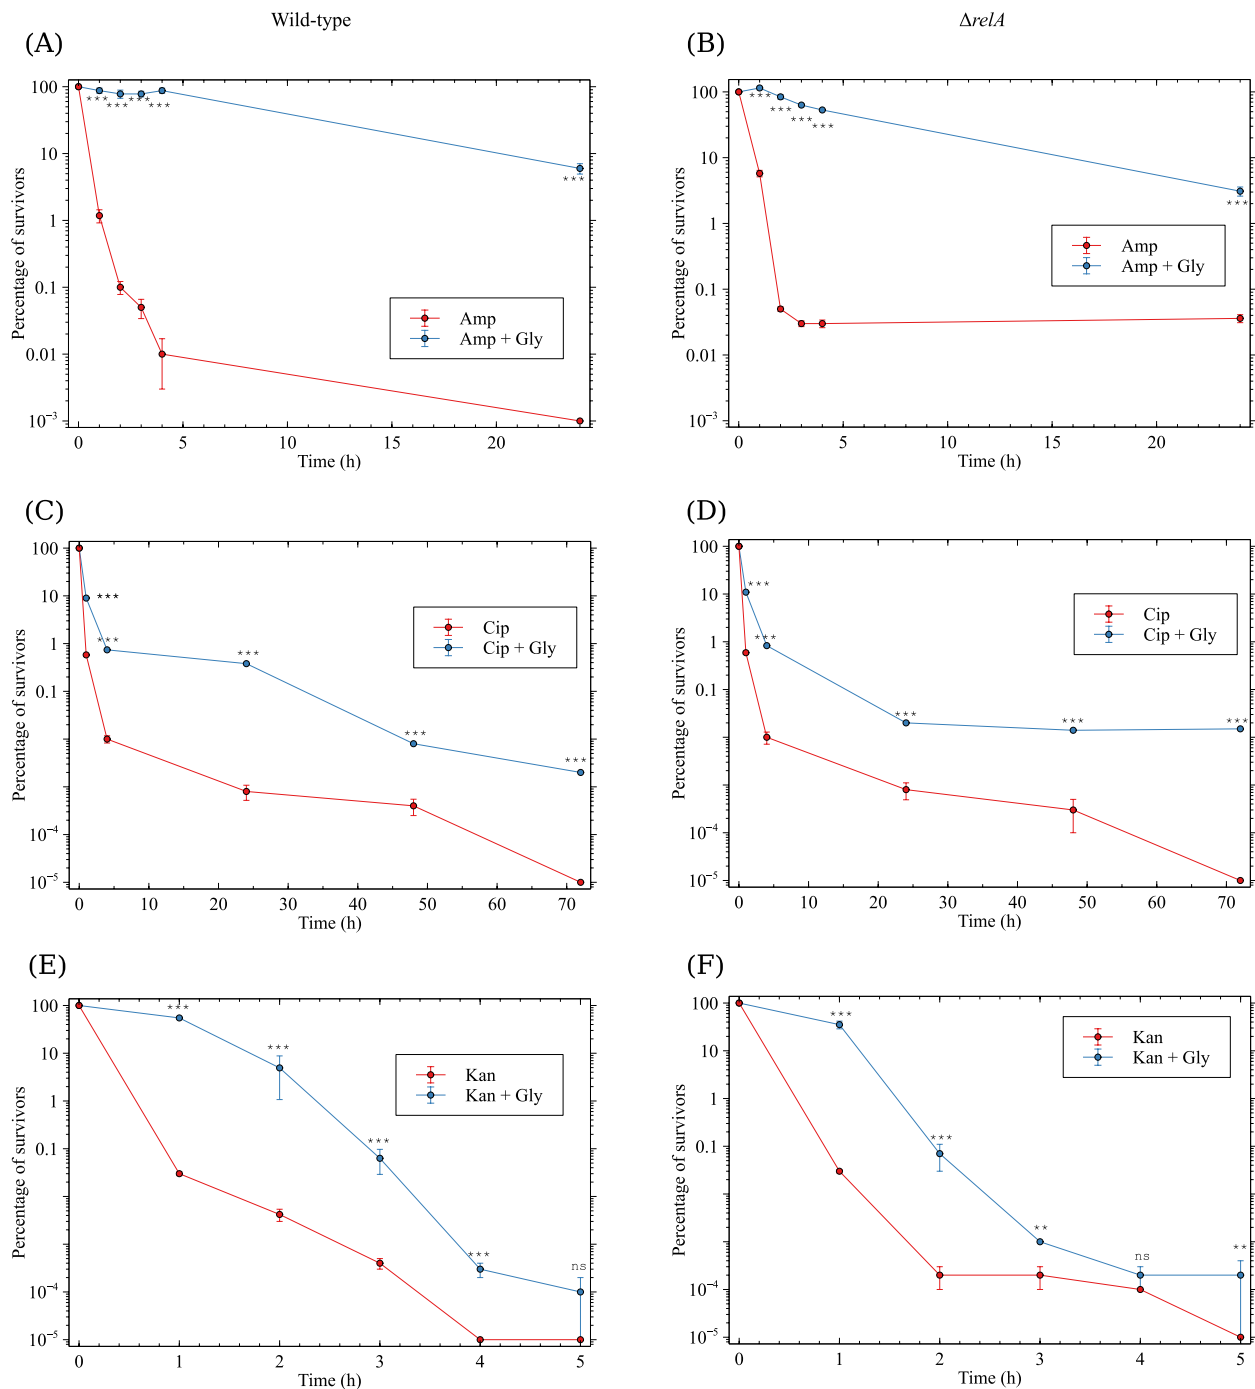 Wild-type
ΔrelA
(A)
(B)
Percentage of survivors
100
10
1
0.1
0.01
10⁻³
***
***
***
***
***
Amp
Amp + Gly
0 5 10 15 20
Time (h)
Percentage of survivors
100
10
1
0.1
0.01
10⁻³
***
***
***
***
***
Amp
Amp + Gly
0 5 10 15 20
Time (h)
(C)
(D)
Percentage of survivors
100
10
1
0.1
10⁻⁴
10⁻⁵
***
***
***
***
***
Cip
Cip + Gly
0 10 20 30 40 50 60 70
Time (h)
Percentage of survivors
100
10
1
0.1
10⁻⁴
10⁻⁵
***
***
***
***
***
Cip
Cip + Gly
0 10 20 30 40 50 60 70
Time (h)
(E)
(F)
Percentage of survivors
100
10
1
0.1
10⁻⁴
10⁻⁵
***
***
***
***
ns
Kan
Kan + Gly
0 1 2 3 4 5
Time (h)
Percentage of survivors
100
10
1
0.1
10⁻⁴
10⁻⁵
***
***
**
ns
**
Kan
Kan + Gly
0 1 2 3 4 5
Time (h)